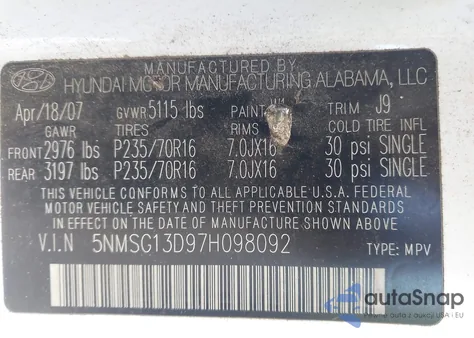 MANUFACTURED BY
HYUNDAI MOTOR MANUFACTURING ALABAMA, LLC
Apr/18/07 GVWR 5115 lbs PAINT TRIM J9
GAWR TIRES RIMS COLD TIRE INFL
FRONT 2976 lbs P235/70R16 7.0JX16 30 psi SINGLE
REAR 3197 lbs P235/70R16 7.0JX16 30 psi SINGLE
THIS VEHICLE CONFORMS TO ALL APPLICABLE U.S. FEDERAL
MOTOR VEHICLE SAFETY AND THEFT PREVENTION STANDARDS
IN EFFECT ON THE DATE OF MANUFACTURE SHOWN ABOVE.
V.I.N 5NMSG13D97H098092 TYPE: MPV
autoSnap